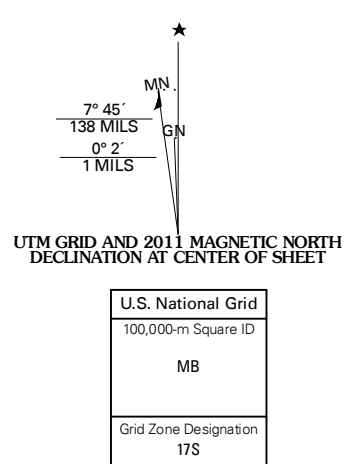 ★
MN
7° 45´
138 MILS
GN
0° 2´
1 MILS
UTM GRID AND 2011 MAGNETIC NORTH
DECLINATION AT CENTER OF SHEET
U.S. National Grid
100,000-m Square ID
MB
Grid Zone Designation
17S